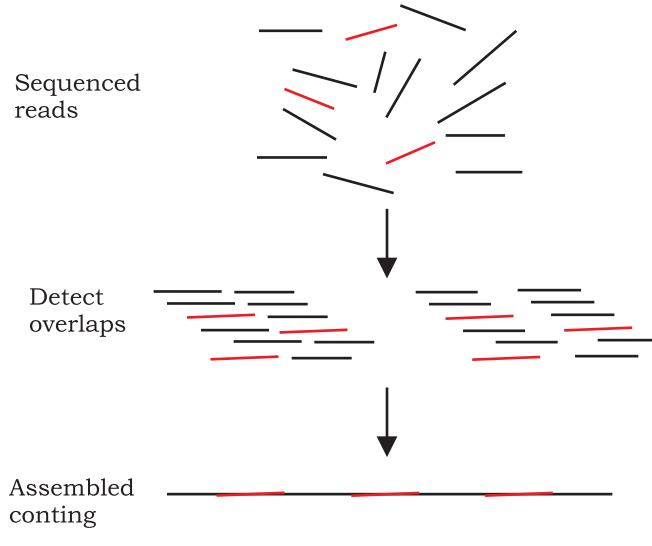 Sequenced
reads
Detect
overlaps
Assembled
conting